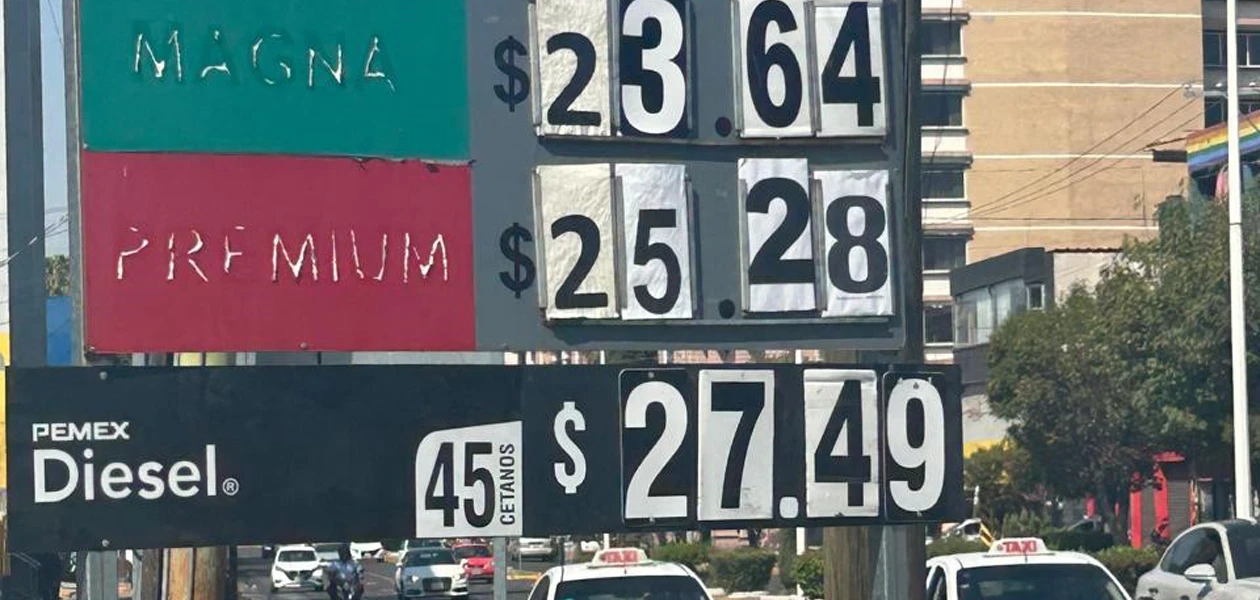 MAGNA $23.64
PREMIUM $25.28
PEMEX
Diesel® 45 CETANOS $27.49
TAXI TAXI